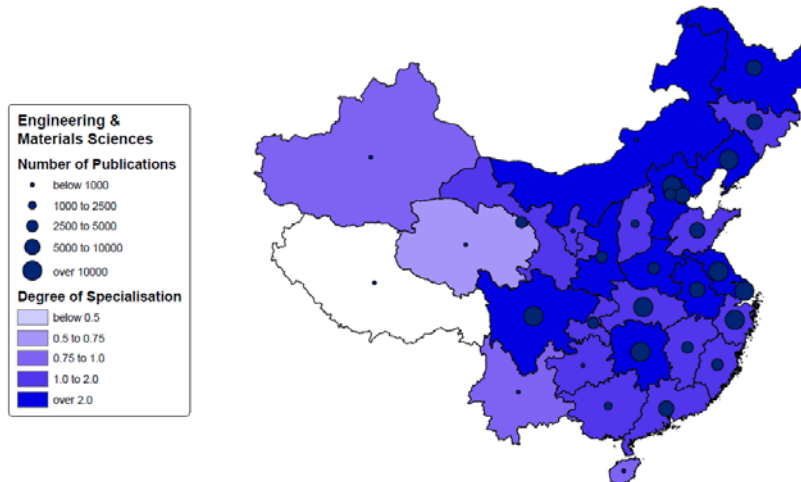 Engineering &
Materials Sciences
Number of Publications
below 1000
1000 to 2500
2500 to 5000
5000 to 10000
over 10000
Degree of Specialisation
below 0.5
0.5 to 0.75
0.75 to 1.0
1.0 to 2.0
over 2.0